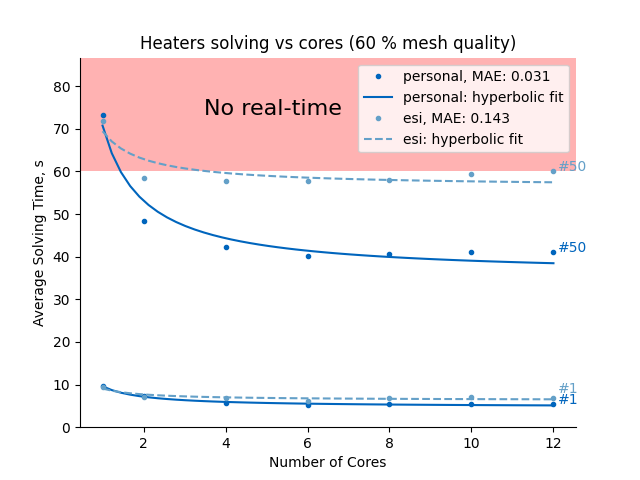 Heaters solving vs cores (60 % mesh quality)
personal, MAE: 0.031
personal: hyperbolic fit
esi, MAE: 0.143
esi: hyperbolic fit
No real-time
Average Solving Time, s
80
70
60
50
40
30
20
10
0
#50
#50
#1
#1
2
4
6
8
10
12
Number of Cores